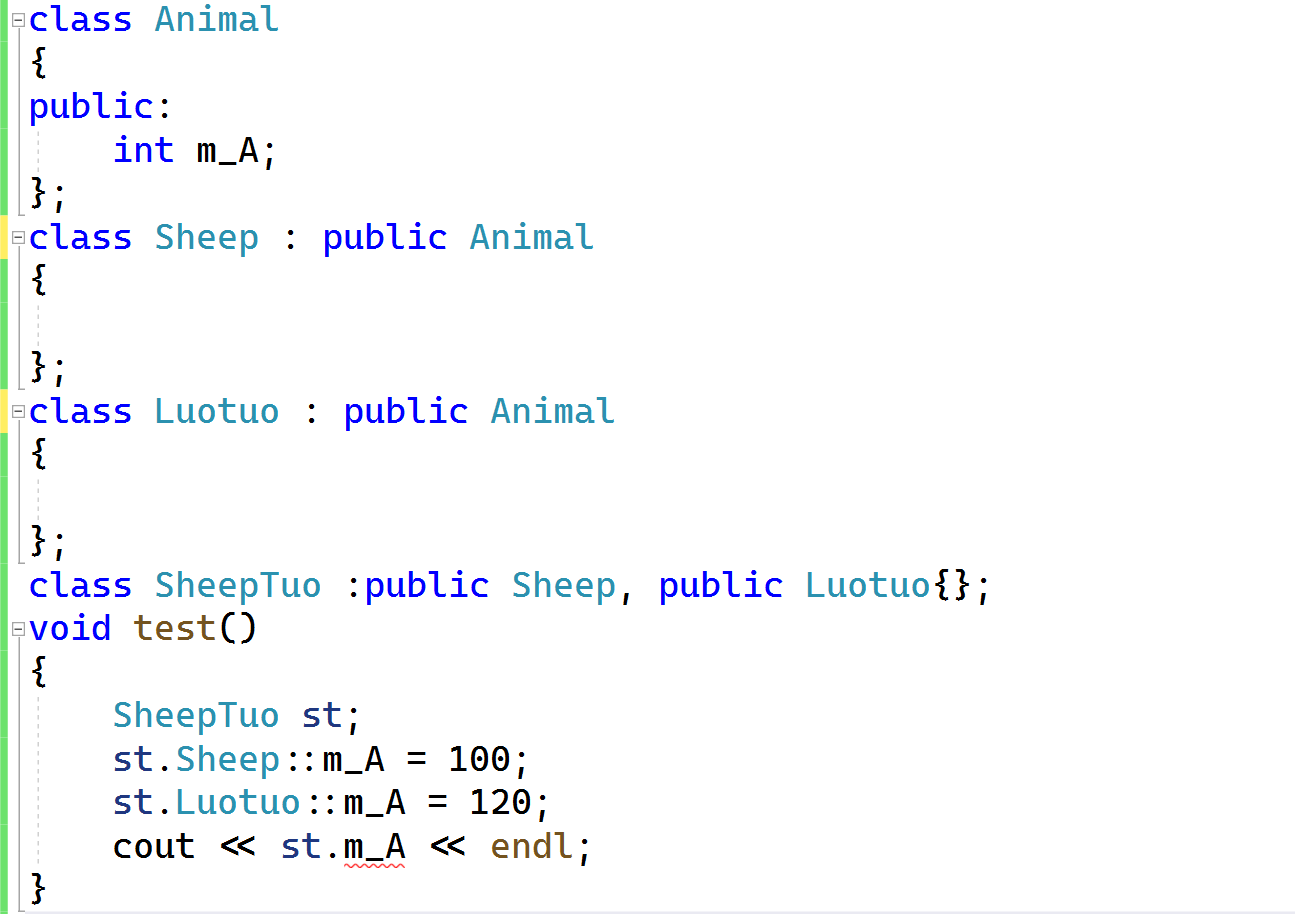 class Animal
{
public:
    int m_A;
};
class Sheep : public Animal
{

};
class Luotuo : public Animal
{

};
class SheepTuo :public Sheep, public Luotuo{};
void test()
{
    SheepTuo st;
    st.Sheep::m_A = 100;
    st.Luotuo::m_A = 120;
    cout << st.m_A << endl;
}